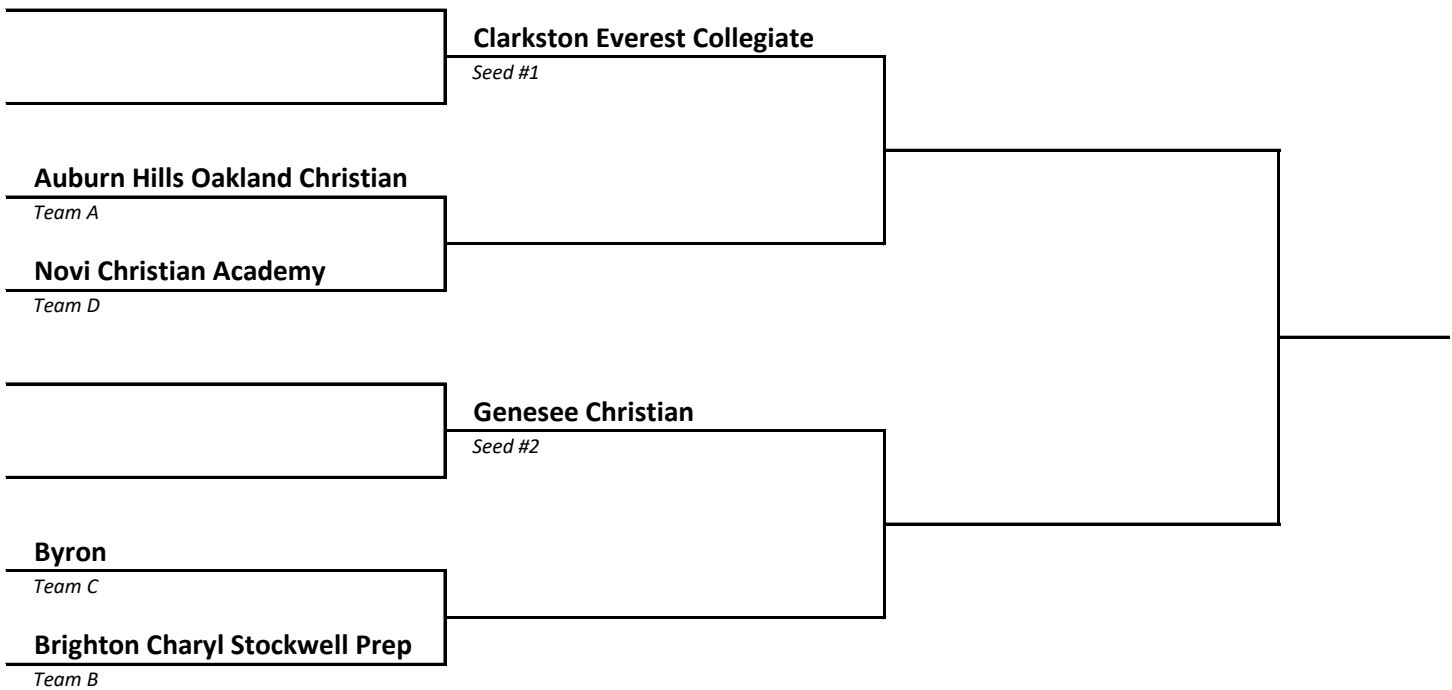 Clarkston Everest Collegiate
Seed #1
Auburn Hills Oakland Christian
Team A
Novi Christian Academy
Team D
Genesee Christian
Seed #2
Byron
Team C
Brighton Charyl Stockwell Prep
Team B